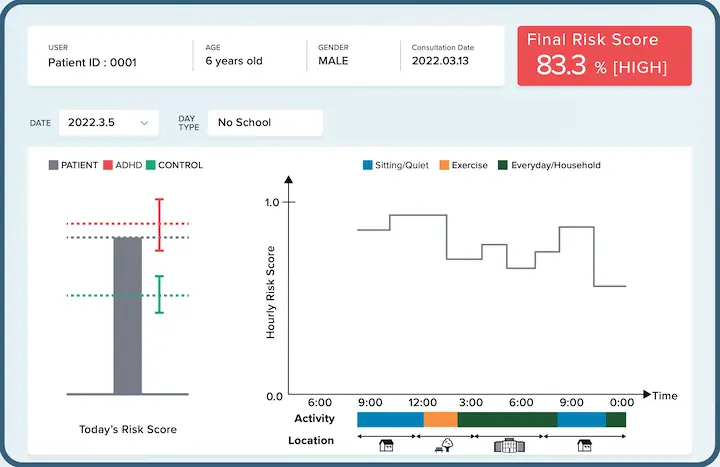 USER
Patient ID : 0001
AGE
6 years old
GENDER
MALE
Consultation Date
2022.03.13
Final Risk Score
83.3 % [HIGH]
DATE
2022.3.5
DAY
TYPE
No School
PATIENT ADHD CONTROL
Today's Risk Score
Sitting/Quiet Exercise Everyday/Household
1.0
Hourly Risk Score
0.0
6:00 9:00 12:00 3:00 6:00 9:00 0:00 Time
Activity
Location